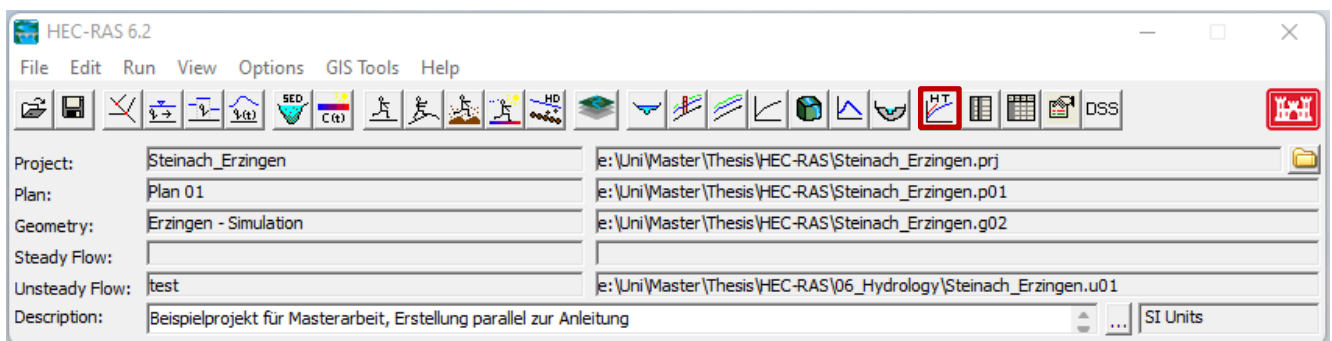 HEC-RAS 6.2
File Edit Run View Options GIS Tools Help
SED C(t) HD HT DSS
Project: Steinach_Erzingen e:\Uni\Master\Thesis\HEC-RAS\Steinach_Erzingen.prj
Plan: Plan 01 e:\Uni\Master\Thesis\HEC-RAS\Steinach_Erzingen.p01
Geometry: Erzingen - Simulation e:\Uni\Master\Thesis\HEC-RAS\Steinach_Erzingen.g02
Steady Flow:
Unsteady Flow: test e:\Uni\Master\Thesis\HEC-RAS\06_Hydrology\Steinach_Erzingen.u01
Description: Beispielprojekt für Masterarbeit, Erstellung parallel zur Anleitung ... SI Units